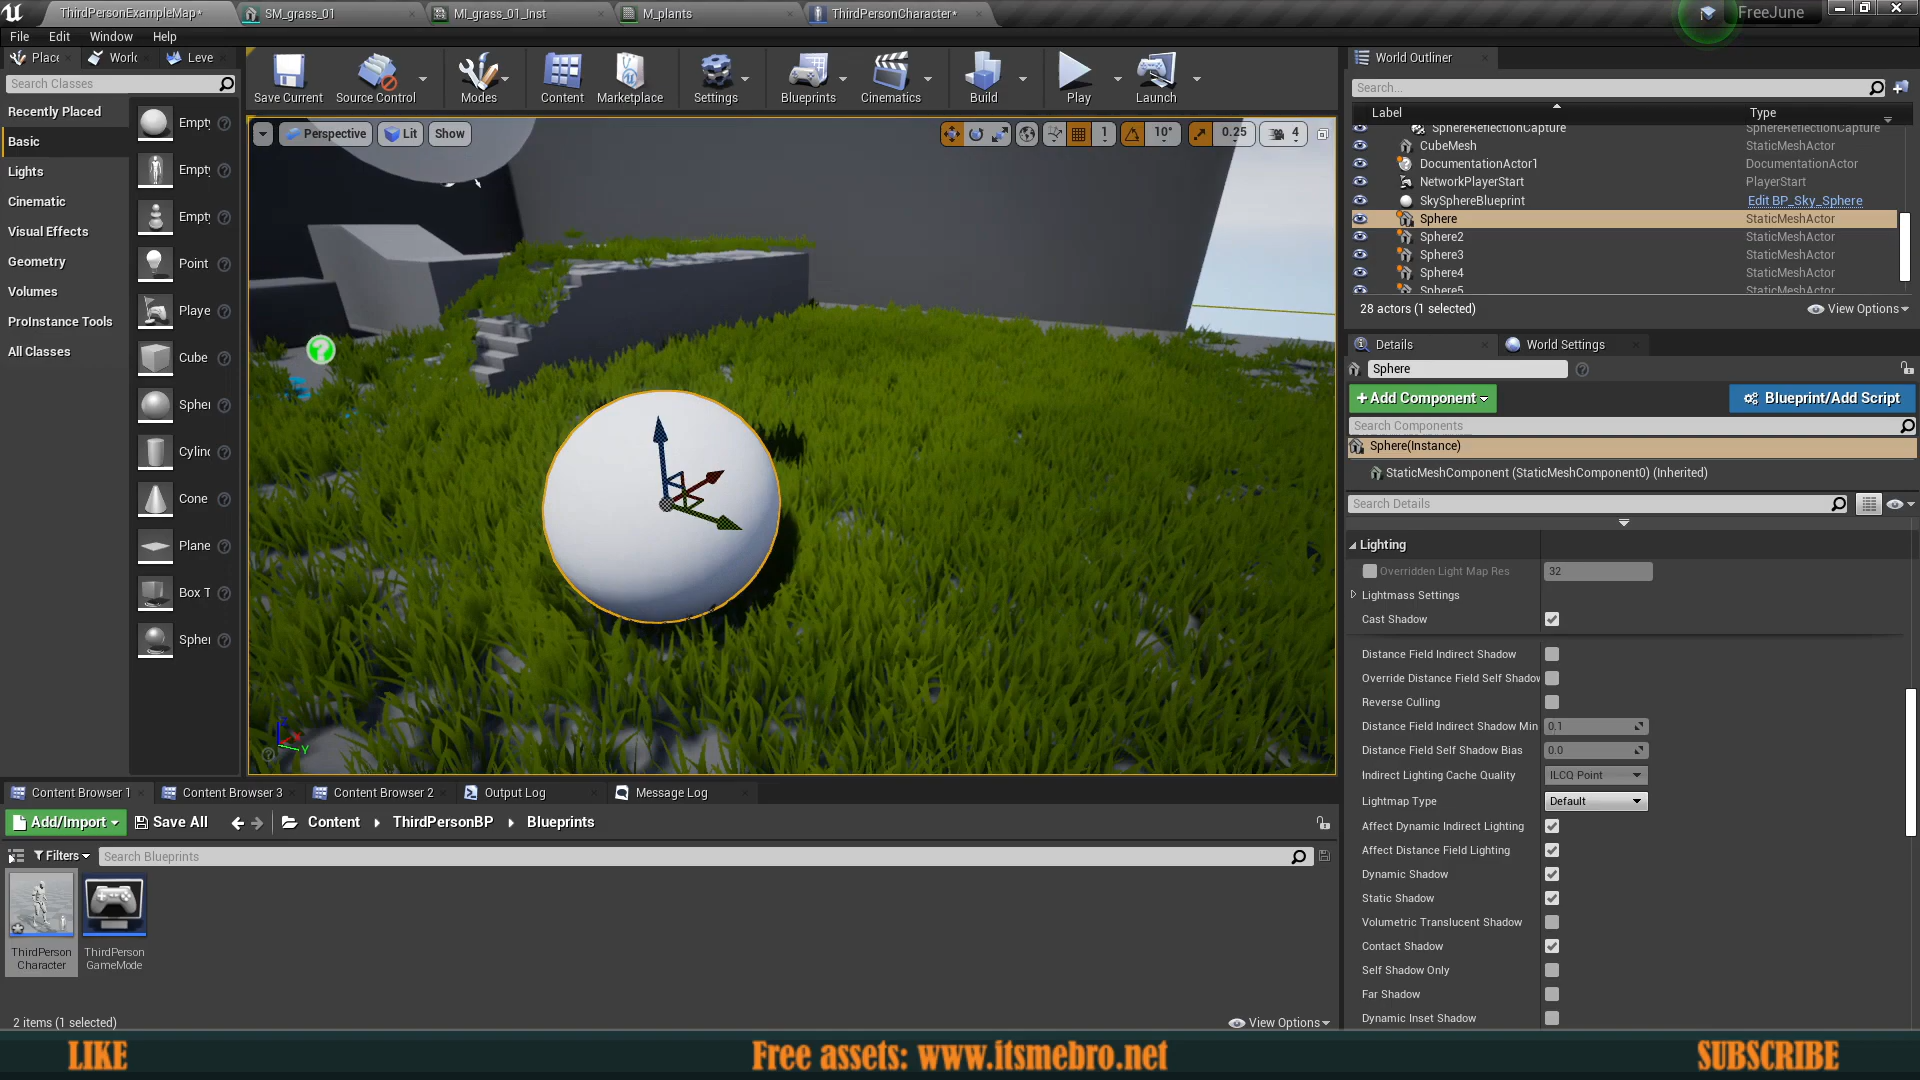 ThirdPersonExampleMap*
SM_grass_01
MI_grass_01_Inst
M_plants
ThirdPersonCharacter*
FreeJune
File
Edit
Window
Help
Place
World
Leve
Search Classes
Recently Placed
Basic
Lights
Cinematic
Visual Effects
Geometry
Volumes
ProInstance Tools
All Classes
Empt
Empt
Empt
Point
Playe
Cube
Spher
Cylind
Cone
Plane
Box T
Spher
Save Current
Source Control
Modes
Content
Marketplace
Settings
Blueprints
Cinematics
Build
Play
Launch
Perspective
Lit
Show
1
10°
0.25
4
X
Y
Z
World Outliner
Search...
Label
Type
SphereReflectionCapture
SphereReflectionCapture
CubeMesh
StaticMeshActor
DocumentationActor1
DocumentationActor
NetworkPlayerStart
PlayerStart
SkySphereBlueprint
Edit BP_Sky_Sphere
Sphere
StaticMeshActor
Sphere2
StaticMeshActor
Sphere3
StaticMeshActor
Sphere4
StaticMeshActor
Sphere5
StaticMeshActor
28 actors (1 selected)
View Options
Details
World Settings
Sphere
+Add Component
Blueprint/Add Script
Search Components
Sphere(Instance)
StaticMeshComponent (StaticMeshComponent0) (Inherited)
Search Details
Lighting
Overridden Light Map Res
32
Lightmass Settings
Cast Shadow
Distance Field Indirect Shadow
Override Distance Field Self Shadow
Reverse Culling
Distance Field Indirect Shadow Min
0,1
Distance Field Self Shadow Bias
0.0
Indirect Lighting Cache Quality
ILCQ Point
Lightmap Type
Default
Affect Dynamic Indirect Lighting
Affect Distance Field Lighting
Dynamic Shadow
Static Shadow
Volumetric Translucent Shadow
Contact Shadow
Self Shadow Only
Far Shadow
Dynamic Inset Shadow
Content Browser 1
Content Browser 3
Content Browser 2
Output Log
Message Log
Add/Import
Save All
Content
ThirdPersonBP
Blueprints
Filters
Search Blueprints
ThirdPerson
Character
ThirdPerson
GameMode
2 items (1 selected)
View Options
LIKE
Free assets: www.itsmebro.net
SUBSCRIBE